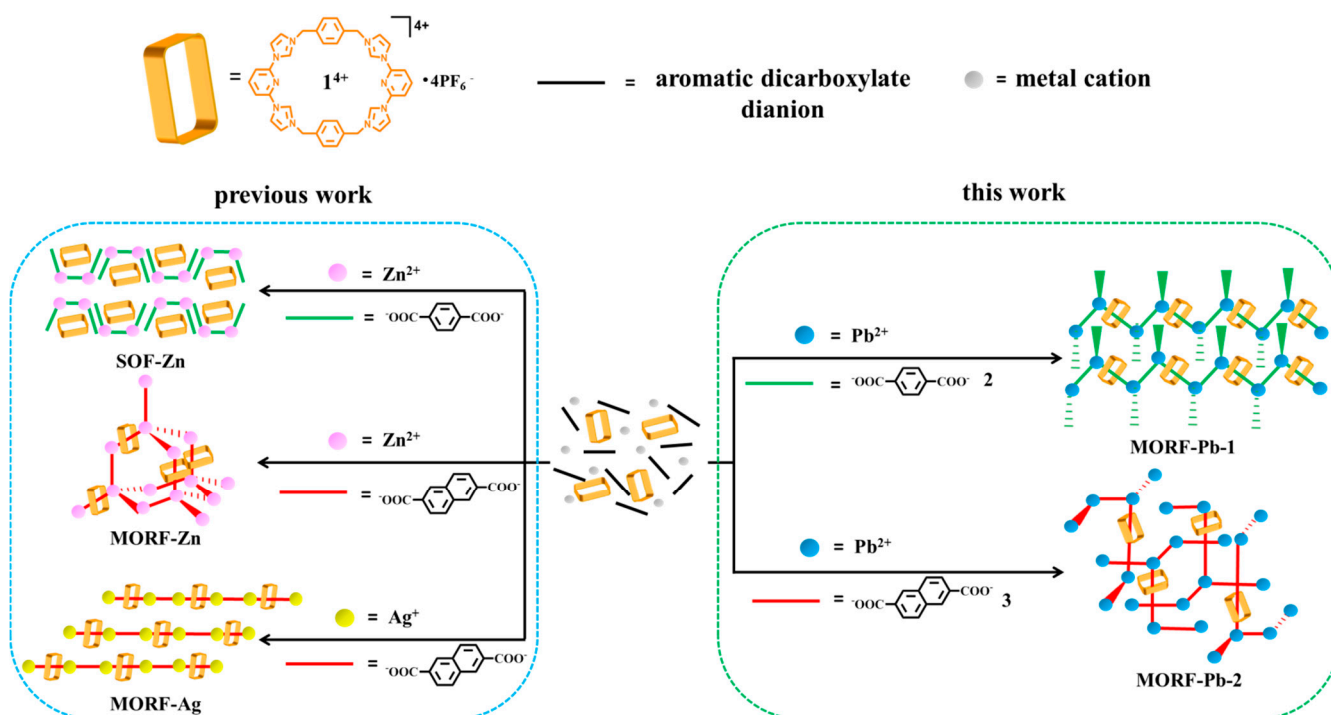 4+
= 1⁴⁺ • 4PF₆⁻
N N N N
N N
N N N N
= aromatic dicarboxylate
dianion
= metal cation
previous work
this work
= Zn²⁺
= ⁻OOC COO⁻
SOF-Zn
= Zn²⁺
= ⁻OOC COO⁻
MORF-Zn
= Ag⁺
= ⁻OOC COO⁻
MORF-Ag
= Pb²⁺
= ⁻OOC COO⁻ 2
MORF-Pb-1
= Pb²⁺
= ⁻OOC COO⁻ 3
MORF-Pb-2